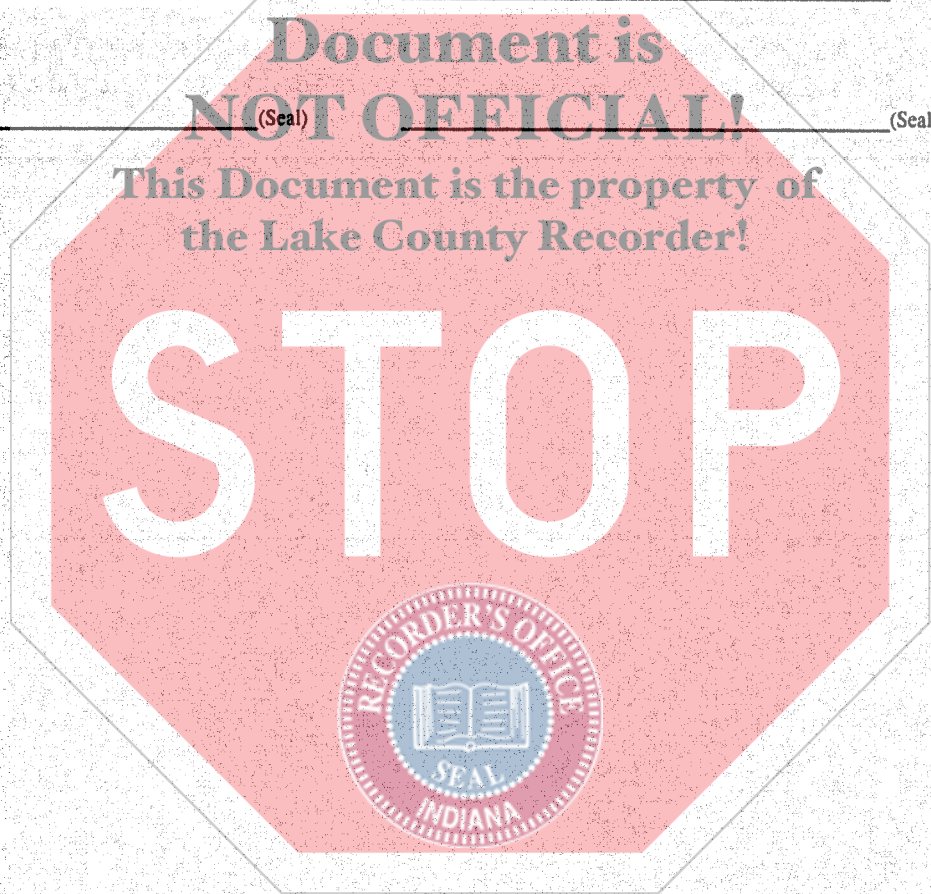 Document is
NOT OFFICIAL!
(Seal) (Seal
This Document is the property of
the Lake County Recorder!
STOP
RECORDER'S OFFICE
SEAL
INDIANA